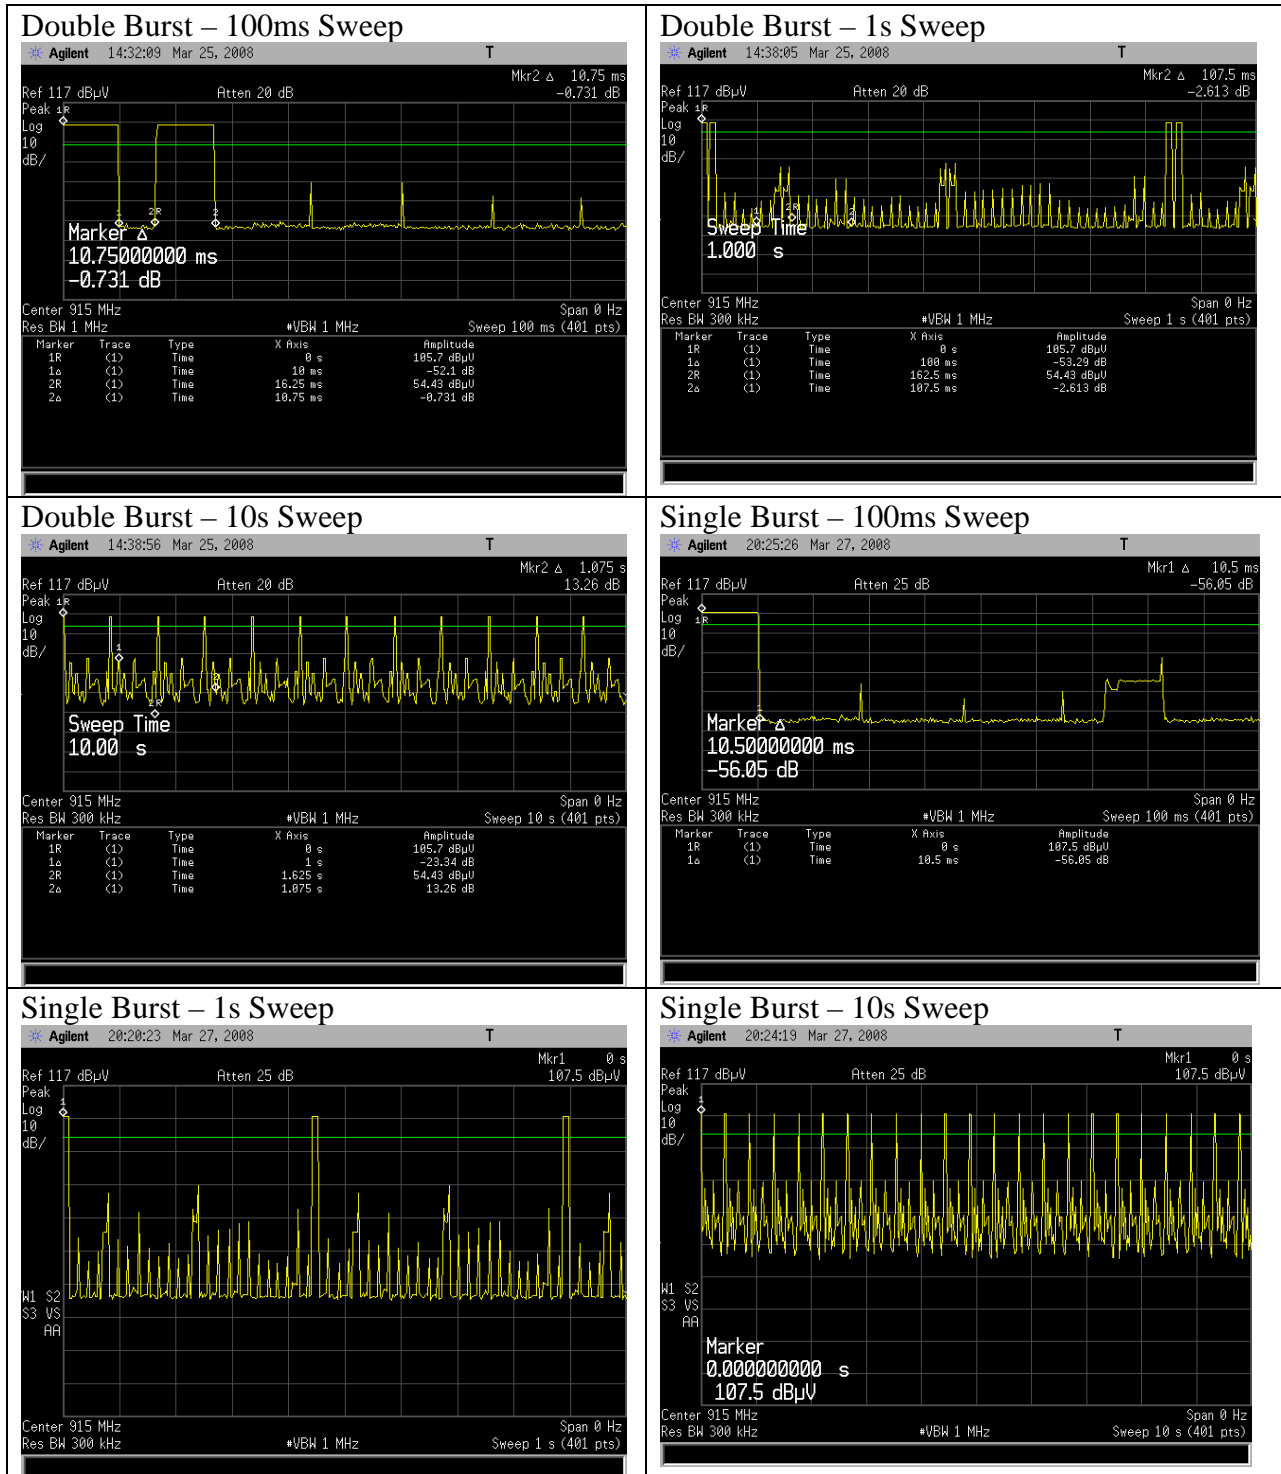 Double Burst – 100ms Sweep
Agilent 14:32:09 Mar 25, 2008 T
Mkr2 Δ 10.75 ms
Ref 117 dBµV Atten 20 dB -0.731 dB
Peak 1R
Log
10
dB/
1 2R 2
Marker Δ
10.75000000 ms
-0.731 dB
Center 915 MHz Span 0 Hz
Res BW 1 MHz #VBW 1 MHz Sweep 100 ms (401 pts)
Marker Trace Type X Axis Amplitude
1R (1) Time 0 s 105.7 dBµV
1Δ (1) Time 10 ms -52.1 dB
2R (1) Time 16.25 ms 54.43 dBµV
2Δ (1) Time 10.75 ms -0.731 dB
Double Burst – 1s Sweep
Agilent 14:38:05 Mar 25, 2008 T
Mkr2 Δ 107.5 ms
Ref 117 dBµV Atten 20 dB -2.613 dB
Peak 1R
Log
10
dB/
1 2R 2
Sweep Time
1.000 s
Center 915 MHz Span 0 Hz
Res BW 300 kHz #VBW 1 MHz Sweep 1 s (401 pts)
Marker Trace Type X Axis Amplitude
1R (1) Time 0 s 105.7 dBµV
1Δ (1) Time 100 ms -53.29 dB
2R (1) Time 162.5 ms 54.43 dBµV
2Δ (1) Time 107.5 ms -2.613 dB
Double Burst – 10s Sweep
Agilent 14:38:56 Mar 25, 2008 T
Mkr2 Δ 1.075 s
Ref 117 dBµV Atten 20 dB 13.26 dB
Peak 1R
Log
10
dB/
1
2R
Sweep Time
10.00 s
Center 915 MHz Span 0 Hz
Res BW 300 kHz #VBW 1 MHz Sweep 10 s (401 pts)
Marker Trace Type X Axis Amplitude
1R (1) Time 0 s 105.7 dBµV
1Δ (1) Time 1 s -23.34 dB
2R (1) Time 1.625 s 54.43 dBµV
2Δ (1) Time 1.075 s 13.26 dB
Single Burst – 100ms Sweep
Agilent 20:25:26 Mar 27, 2008 T
Mkr1 Δ 10.5 ms
Ref 117 dBµV Atten 25 dB -56.05 dB
Peak
Log 1R
10
dB/
1
Marker Δ
10.50000000 ms
-56.05 dB
Center 915 MHz Span 0 Hz
Res BW 300 kHz #VBW 1 MHz Sweep 100 ms (401 pts)
Marker Trace Type X Axis Amplitude
1R (1) Time 0 s 107.5 dBµV
1Δ (1) Time 10.5 ms -56.05 dB
Single Burst – 1s Sweep
Agilent 20:20:23 Mar 27, 2008 T
Mkr1 0 s
Ref 117 dBµV Atten 25 dB 107.5 dBµV
Peak
Log 1
10
dB/
W1 S2
S3 VS
AA
Center 915 MHz Span 0 Hz
Res BW 300 kHz #VBW 1 MHz Sweep 1 s (401 pts)
Single Burst – 10s Sweep
Agilent 20:24:19 Mar 27, 2008 T
Mkr1 0 s
Ref 117 dBµV Atten 25 dB 107.5 dBµV
Peak
Log 1
10
dB/
W1 S2
S3 VS
AA
Marker
0.000000000 s
107.5 dBµV
Center 915 MHz Span 0 Hz
Res BW 300 kHz #VBW 1 MHz Sweep 10 s (401 pts)